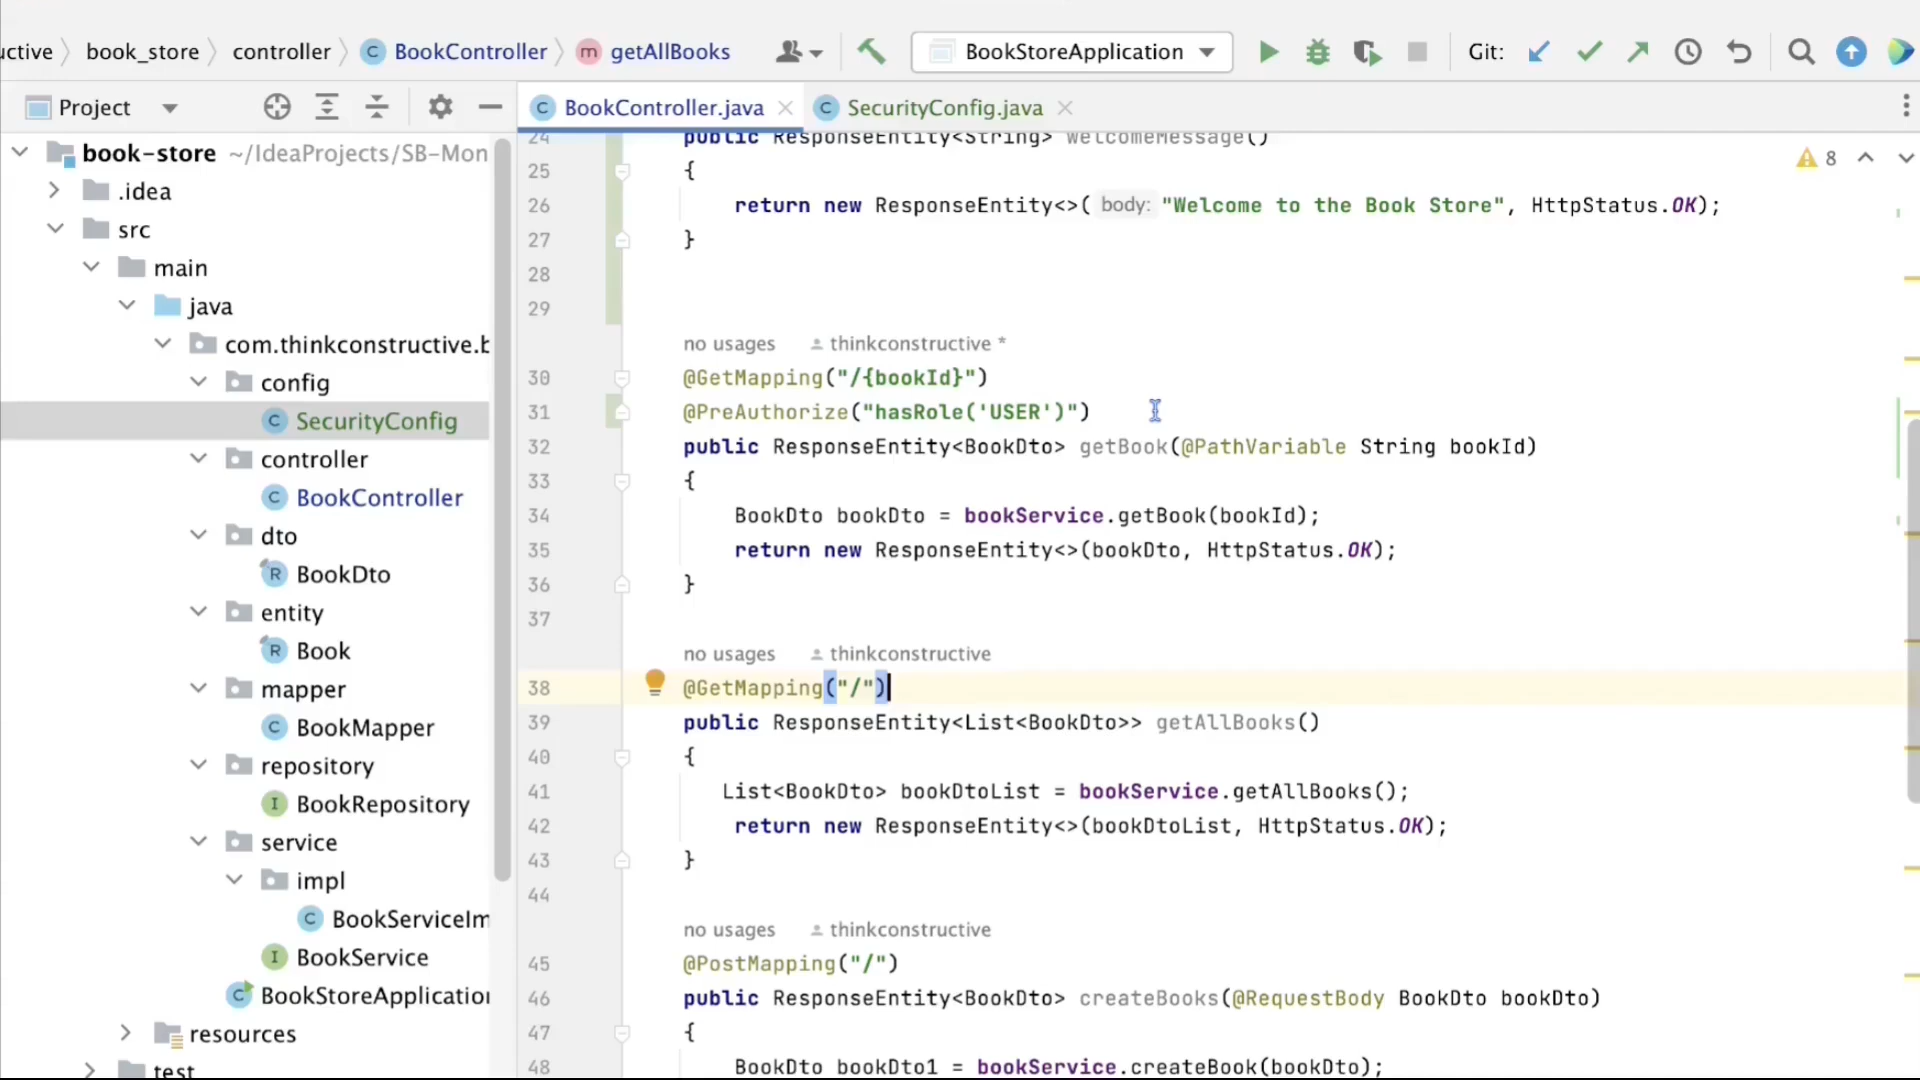 uctive book_store controller C BookController m getAllBooks BookStoreApplication Git:
Project
C BookController.java C SecurityConfig.java
book-store ~/IdeaProjects/SB-Mon
.idea
src
main
java
com.thinkconstructive.b
config
C SecurityConfig
controller
C BookController
dto
R BookDto
entity
R Book
mapper
C BookMapper
repository
I BookRepository
service
impl
C BookServiceIm
I BookService
C BookStoreApplication
resources
test
8
24 public ResponseEntity<String> welcomeMessage()
25 {
26 return new ResponseEntity<>( body: "Welcome to the Book Store", HttpStatus.OK);
27 }
28
29
no usages thinkconstructive *
30 @GetMapping("/{bookId}")
31 @PreAuthorize("hasRole('USER')")
32 public ResponseEntity<BookDto> getBook(@PathVariable String bookId)
33 {
34 BookDto bookDto = bookService.getBook(bookId);
35 return new ResponseEntity<>(bookDto, HttpStatus.OK);
36 }
37
no usages thinkconstructive
38 @GetMapping("/")
39 public ResponseEntity<List<BookDto>> getAllBooks()
40 {
41 List<BookDto> bookDtoList = bookService.getAllBooks();
42 return new ResponseEntity<>(bookDtoList, HttpStatus.OK);
43 }
44
no usages thinkconstructive
45 @PostMapping("/")
46 public ResponseEntity<BookDto> createBooks(@RequestBody BookDto bookDto)
47 {
48 BookDto bookDto1 = bookService.createBook(bookDto);